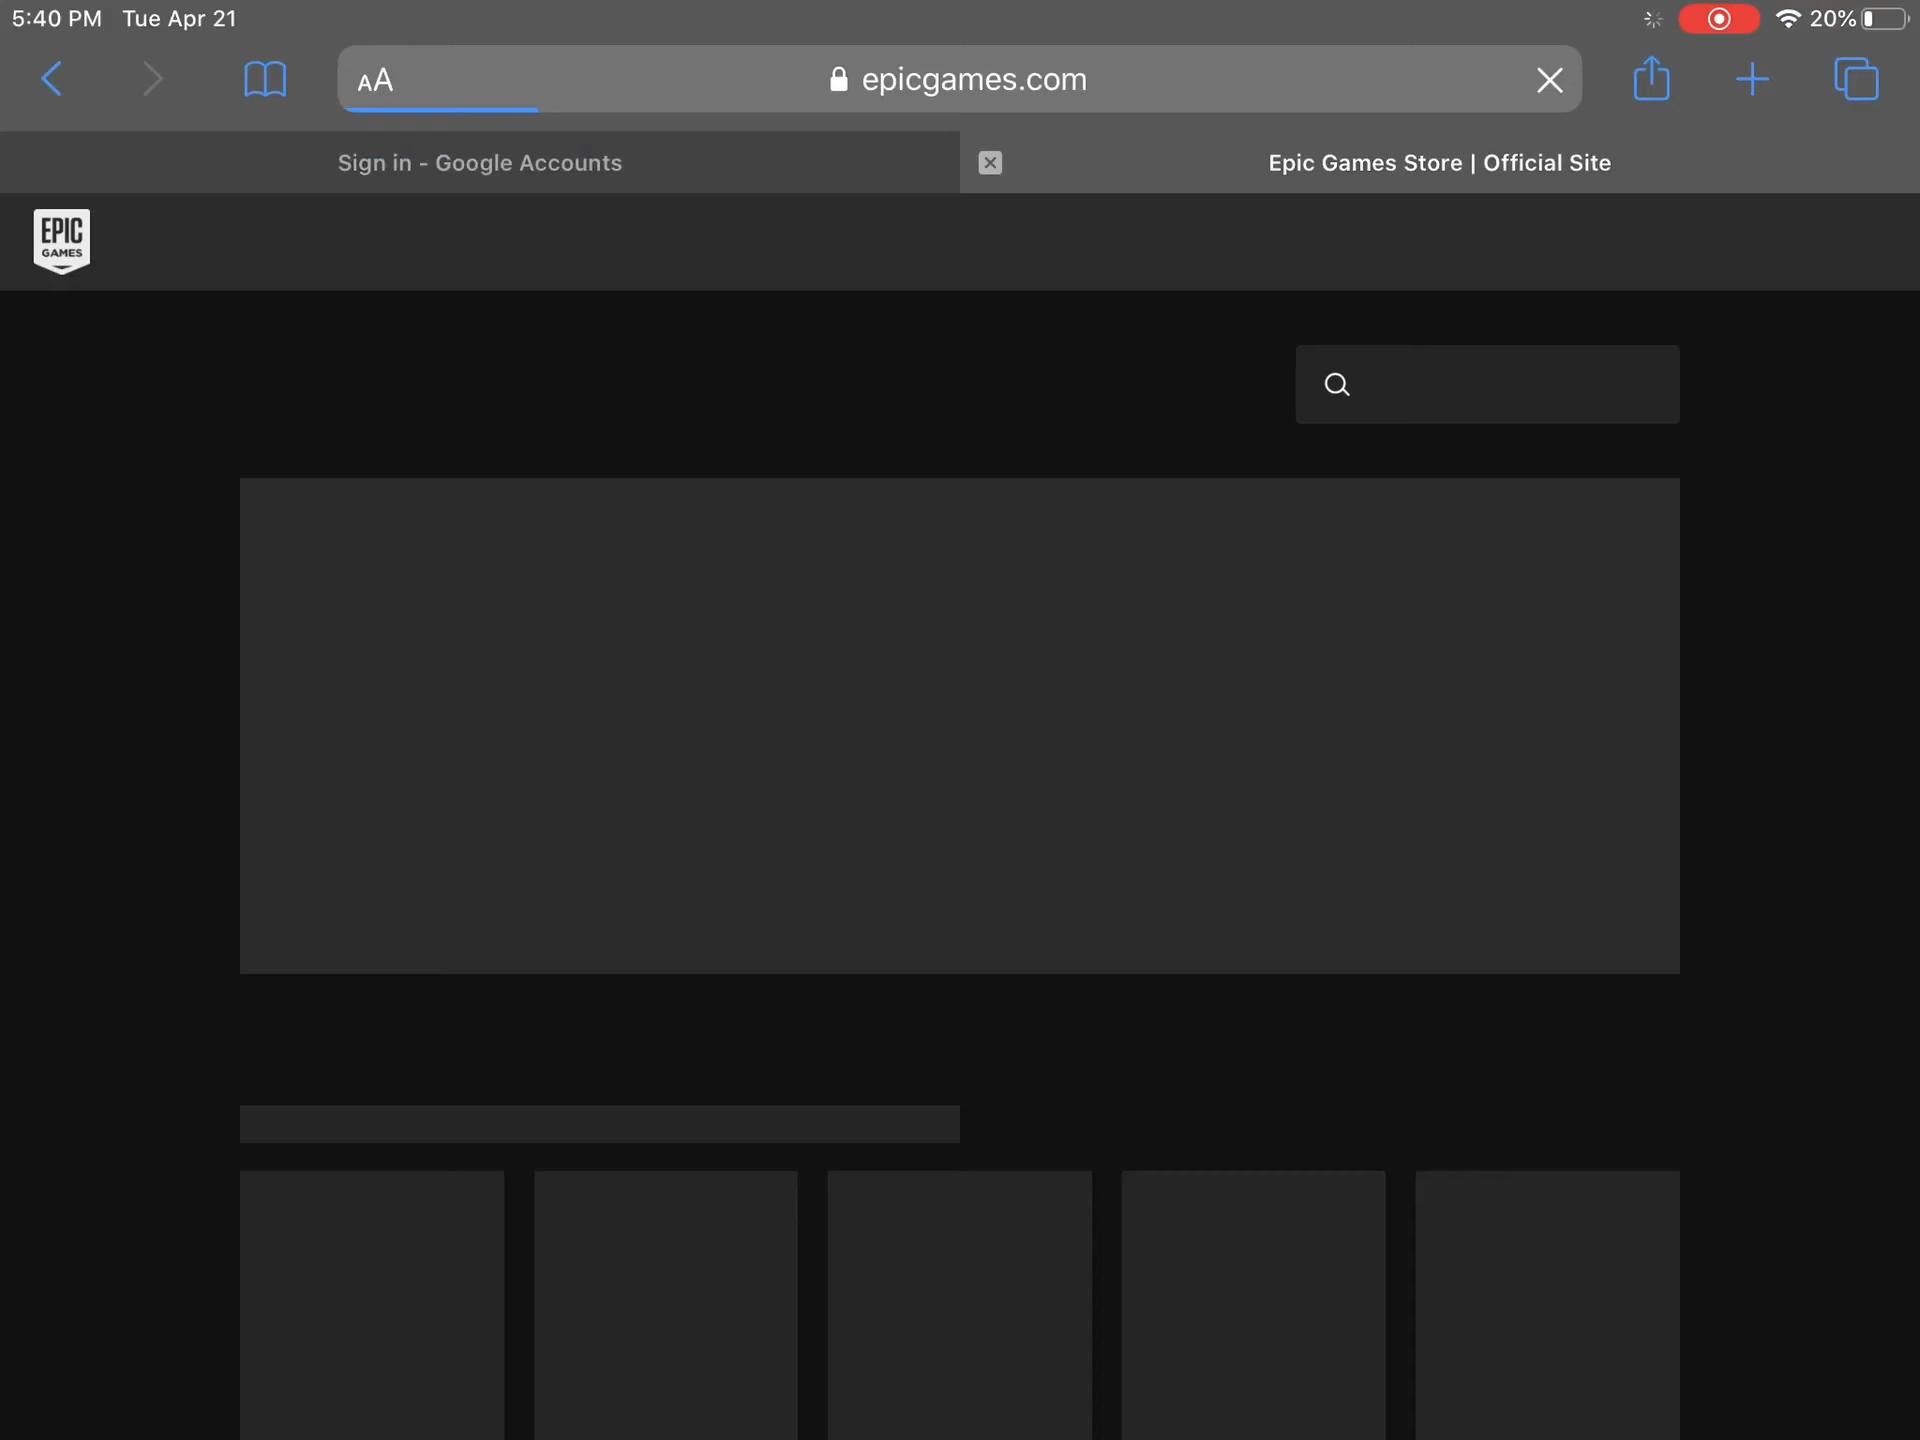 5:40 PM Tue Apr 21
20%
AA
epicgames.com
Sign in - Google Accounts
Epic Games Store | Official Site
EPIC
GAMES